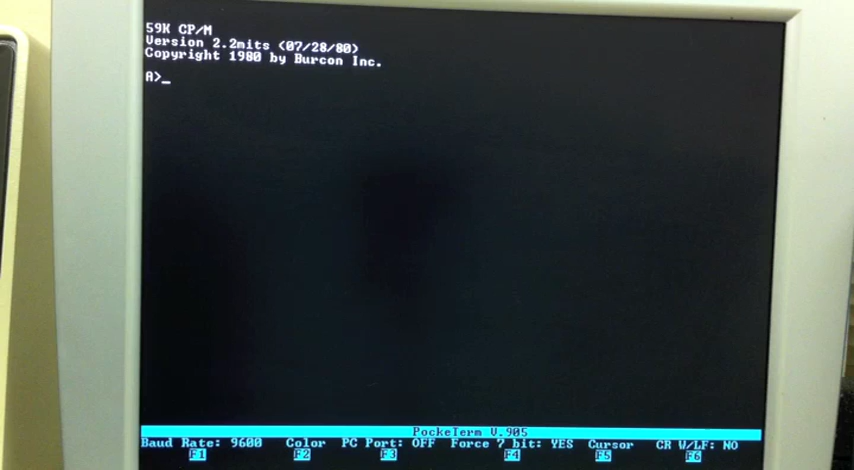 59K CP/M
Version 2.2mits (07/28/80)
Copyright 1980 by Burcon Inc.
A>_
PockeTerm V.905
Baud Rate: 9600 Color PC Port: OFF Force 7 bit: YES Cursor CR W/LF: NO
F1 F2 F3 F4 F5 F6